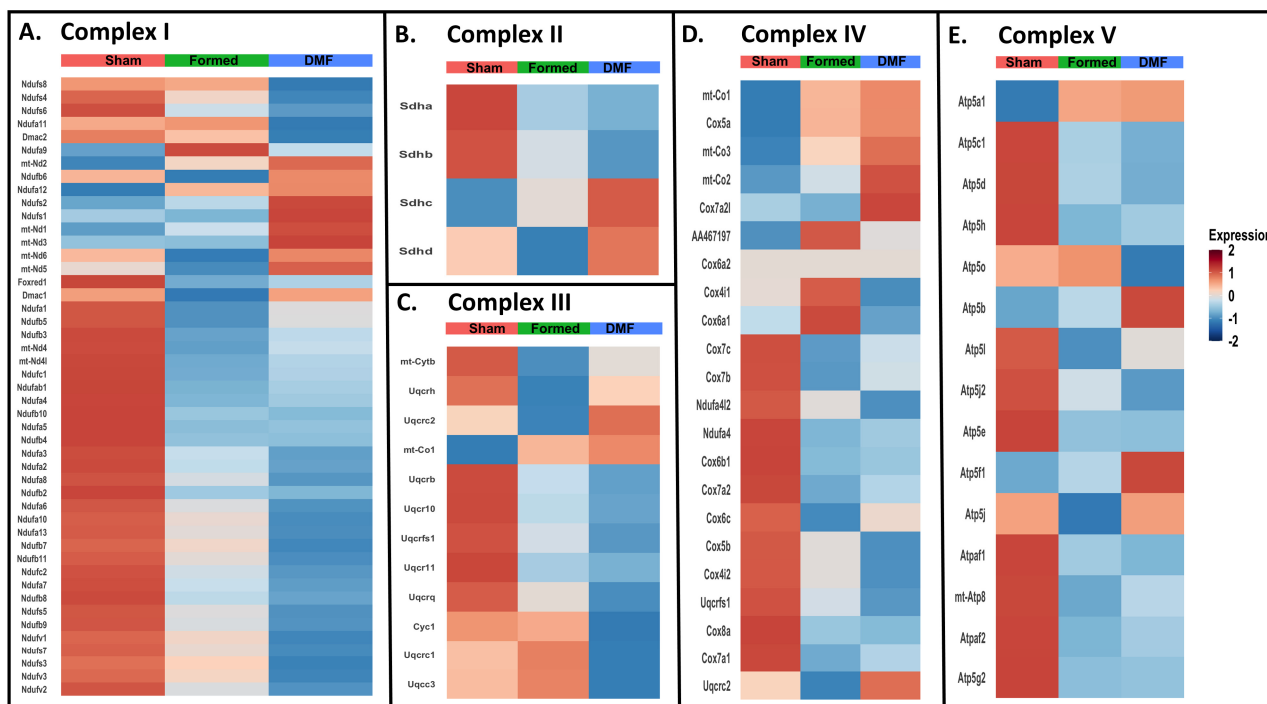 A. Complex I
Sham Formed DMF
Ndufs8
Ndufs4
Ndufs6
Ndufa11
Dmac2
Ndufa9
mt-Nd2
Ndufb6
Ndufa12
Ndufs2
Ndufs1
mt-Nd1
mt-Nd3
mt-Nd6
mt-Nd5
Foxred1
Dmac1
Ndufa1
Ndufb5
Ndufb3
mt-Nd4
mt-Nd4l
Ndufc1
Ndufab1
Ndufa4
Ndufb10
Ndufa5
Ndufb4
Ndufa3
Ndufa2
Ndufa8
Ndufb2
Ndufa6
Ndufa10
Ndufa13
Ndufb7
Ndufb11
Ndufc2
Ndufa7
Ndufb8
Ndufs5
Ndufb9
Ndufv1
Ndufs7
Ndufs3
Ndufv3
Ndufv2
B. Complex II
Sham Formed DMF
Sdha
Sdhb
Sdhc
Sdhd
C. Complex III
Sham Formed DMF
mt-Cytb
Uqcrh
Uqcrc2
mt-Co1
Uqcrb
Uqcr10
Uqcrfs1
Uqcr11
Uqcrq
Cyc1
Uqcrc1
Uqcc3
D. Complex IV
Sham Formed DMF
mt-Co1
Cox5a
mt-Co3
mt-Co2
Cox7a2l
AA467197
Cox6a2
Cox4i1
Cox6a1
Cox7c
Cox7b
Ndufa4l2
Ndufa4
Cox6b1
Cox7a2
Cox6c
Cox5b
Cox4i2
Uqcrfs1
Cox8a
Cox7a1
Uqcrc2
E. Complex V
Sham Formed DMF
Atp5a1
Atp5c1
Atp5d
Atp5h
Atp5o
Atp5b
Atp5l
Atp5j2
Atp5e
Atp5f1
Atp5j
Atpaf1
mt-Atp8
Atpaf2
Atp5g2
Expression
2
1
0
-1
-2